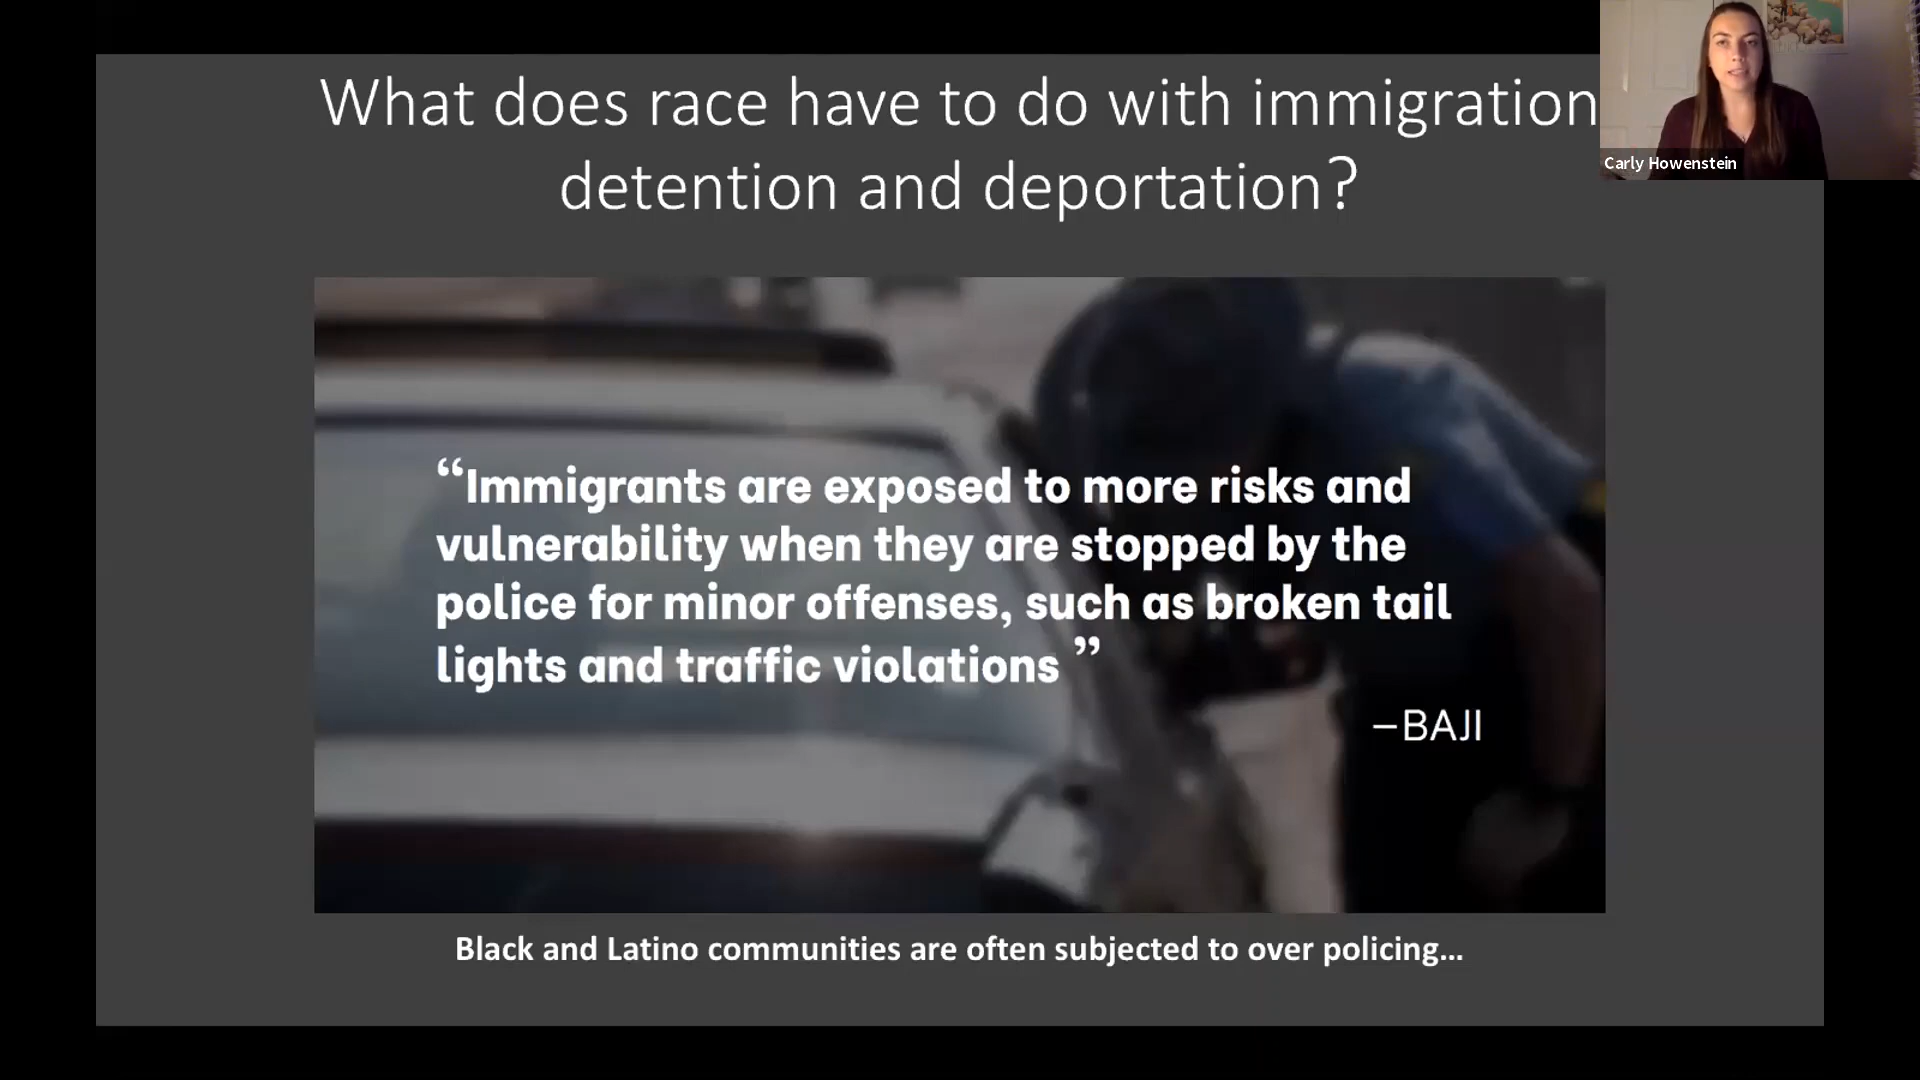 What does race have to do with immigration
detention and deportation?
Carly Howenstein
“Immigrants are exposed to more risks and
vulnerability when they are stopped by the
police for minor offenses, such as broken tail
lights and traffic violations ”
–BAJI
Black and Latino communities are often subjected to over policing...